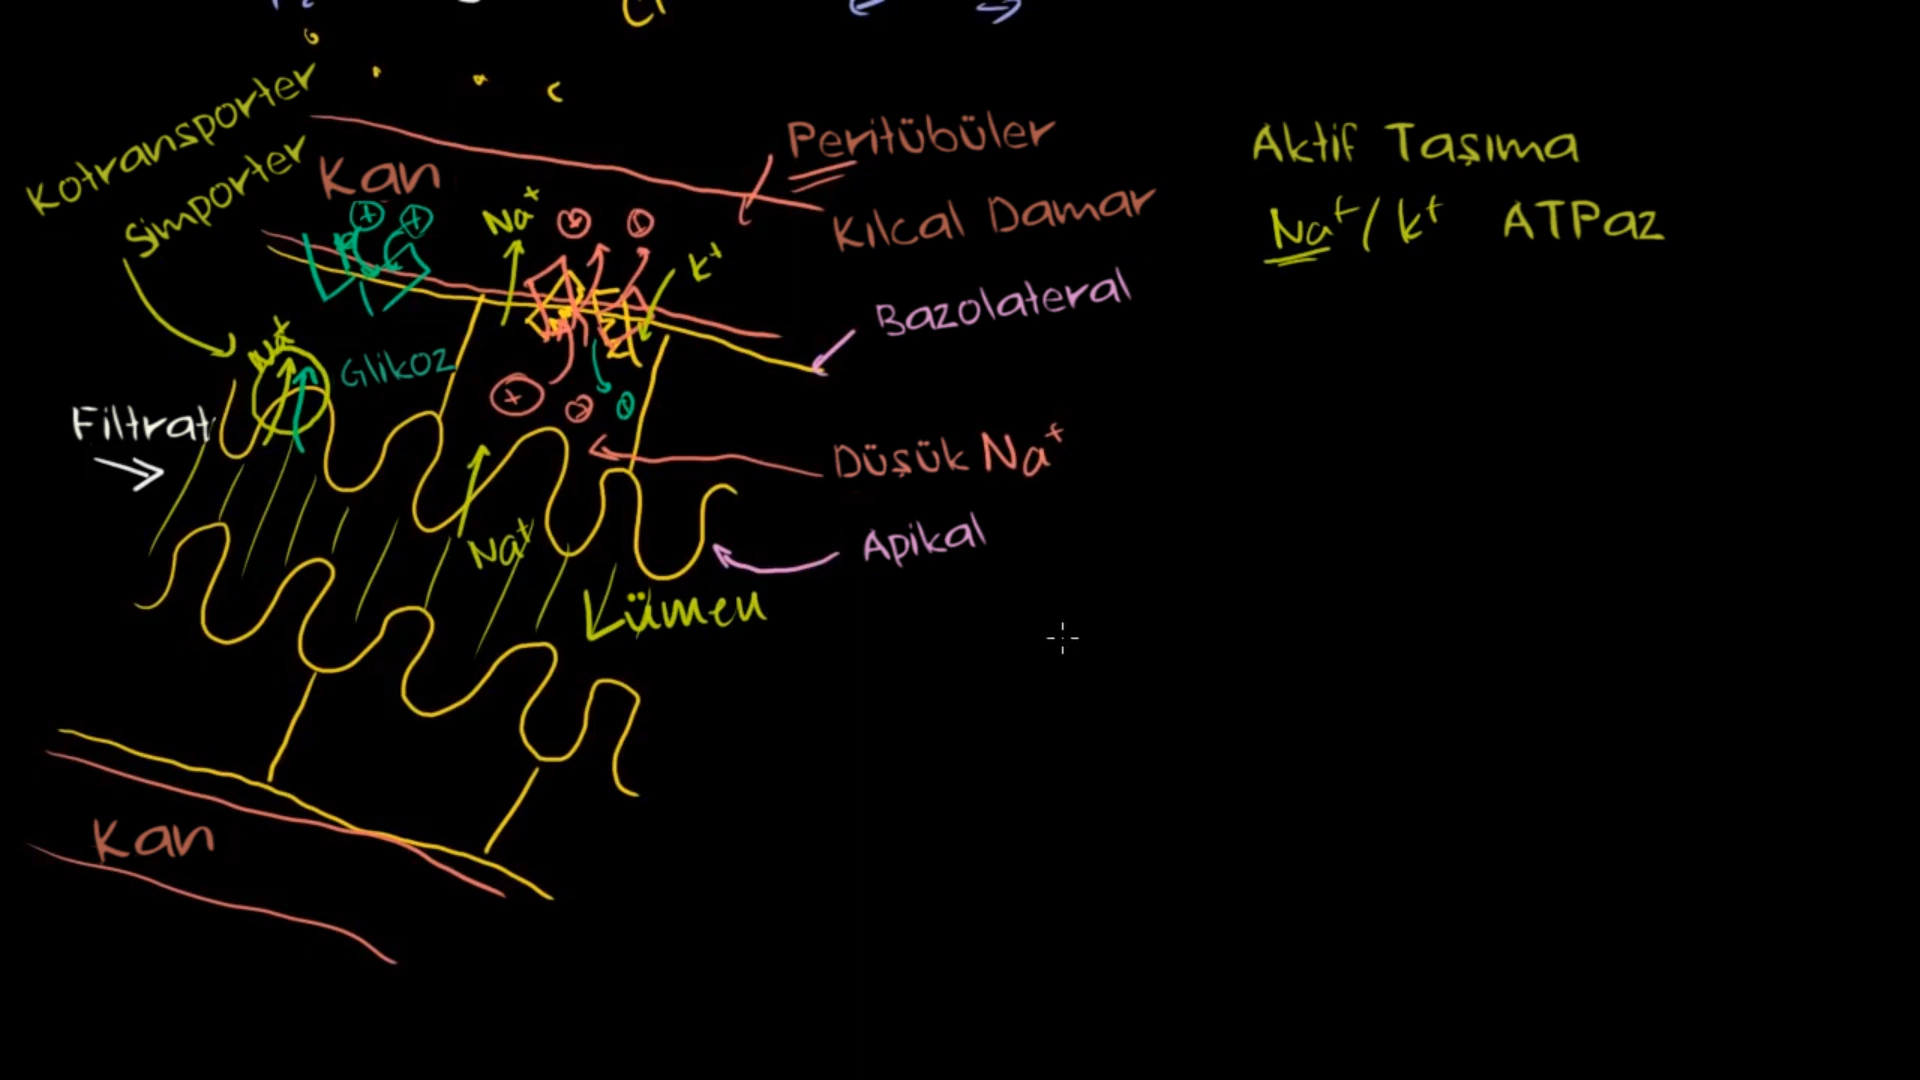 Kotransporter
Simporter
Kan
Peritübüler
Kılcal Damar
Aktif Taşıma
Na⁺/K⁺ ATPaz
Na⁺
K⁺
Bazolateral
Na⁺
Glikoz
Filtrat
Düşük Na⁺
Na⁺
Apikal
Lümen
Kan